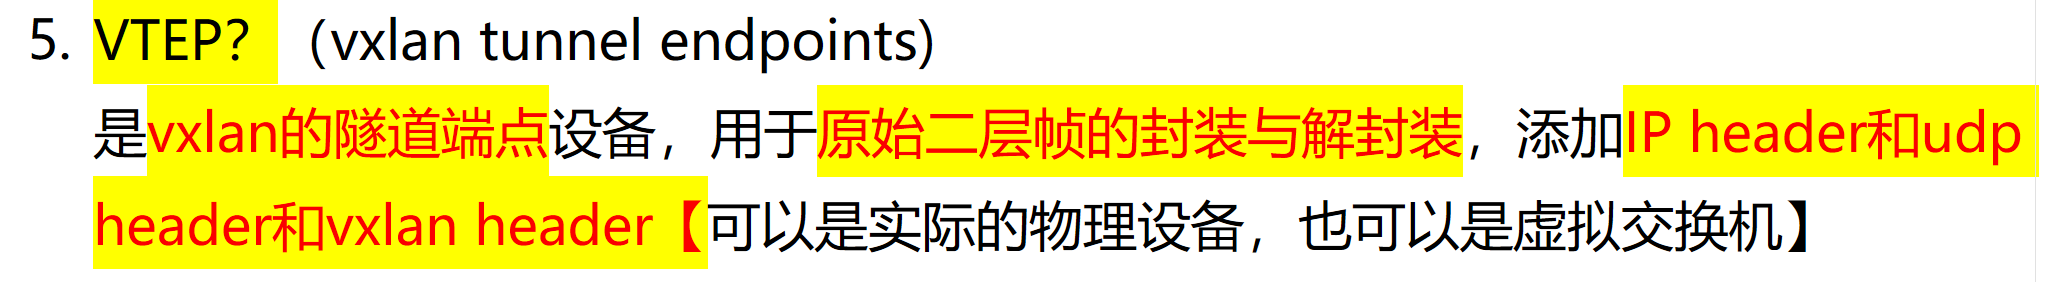 5. VTEP？（vxlan tunnel endpoints)
是vxlan的隧道端点设备，用于原始二层帧的封装与解封装，添加IP header和udp
header和vxlan header【可以是实际的物理设备，也可以是虚拟交换机】